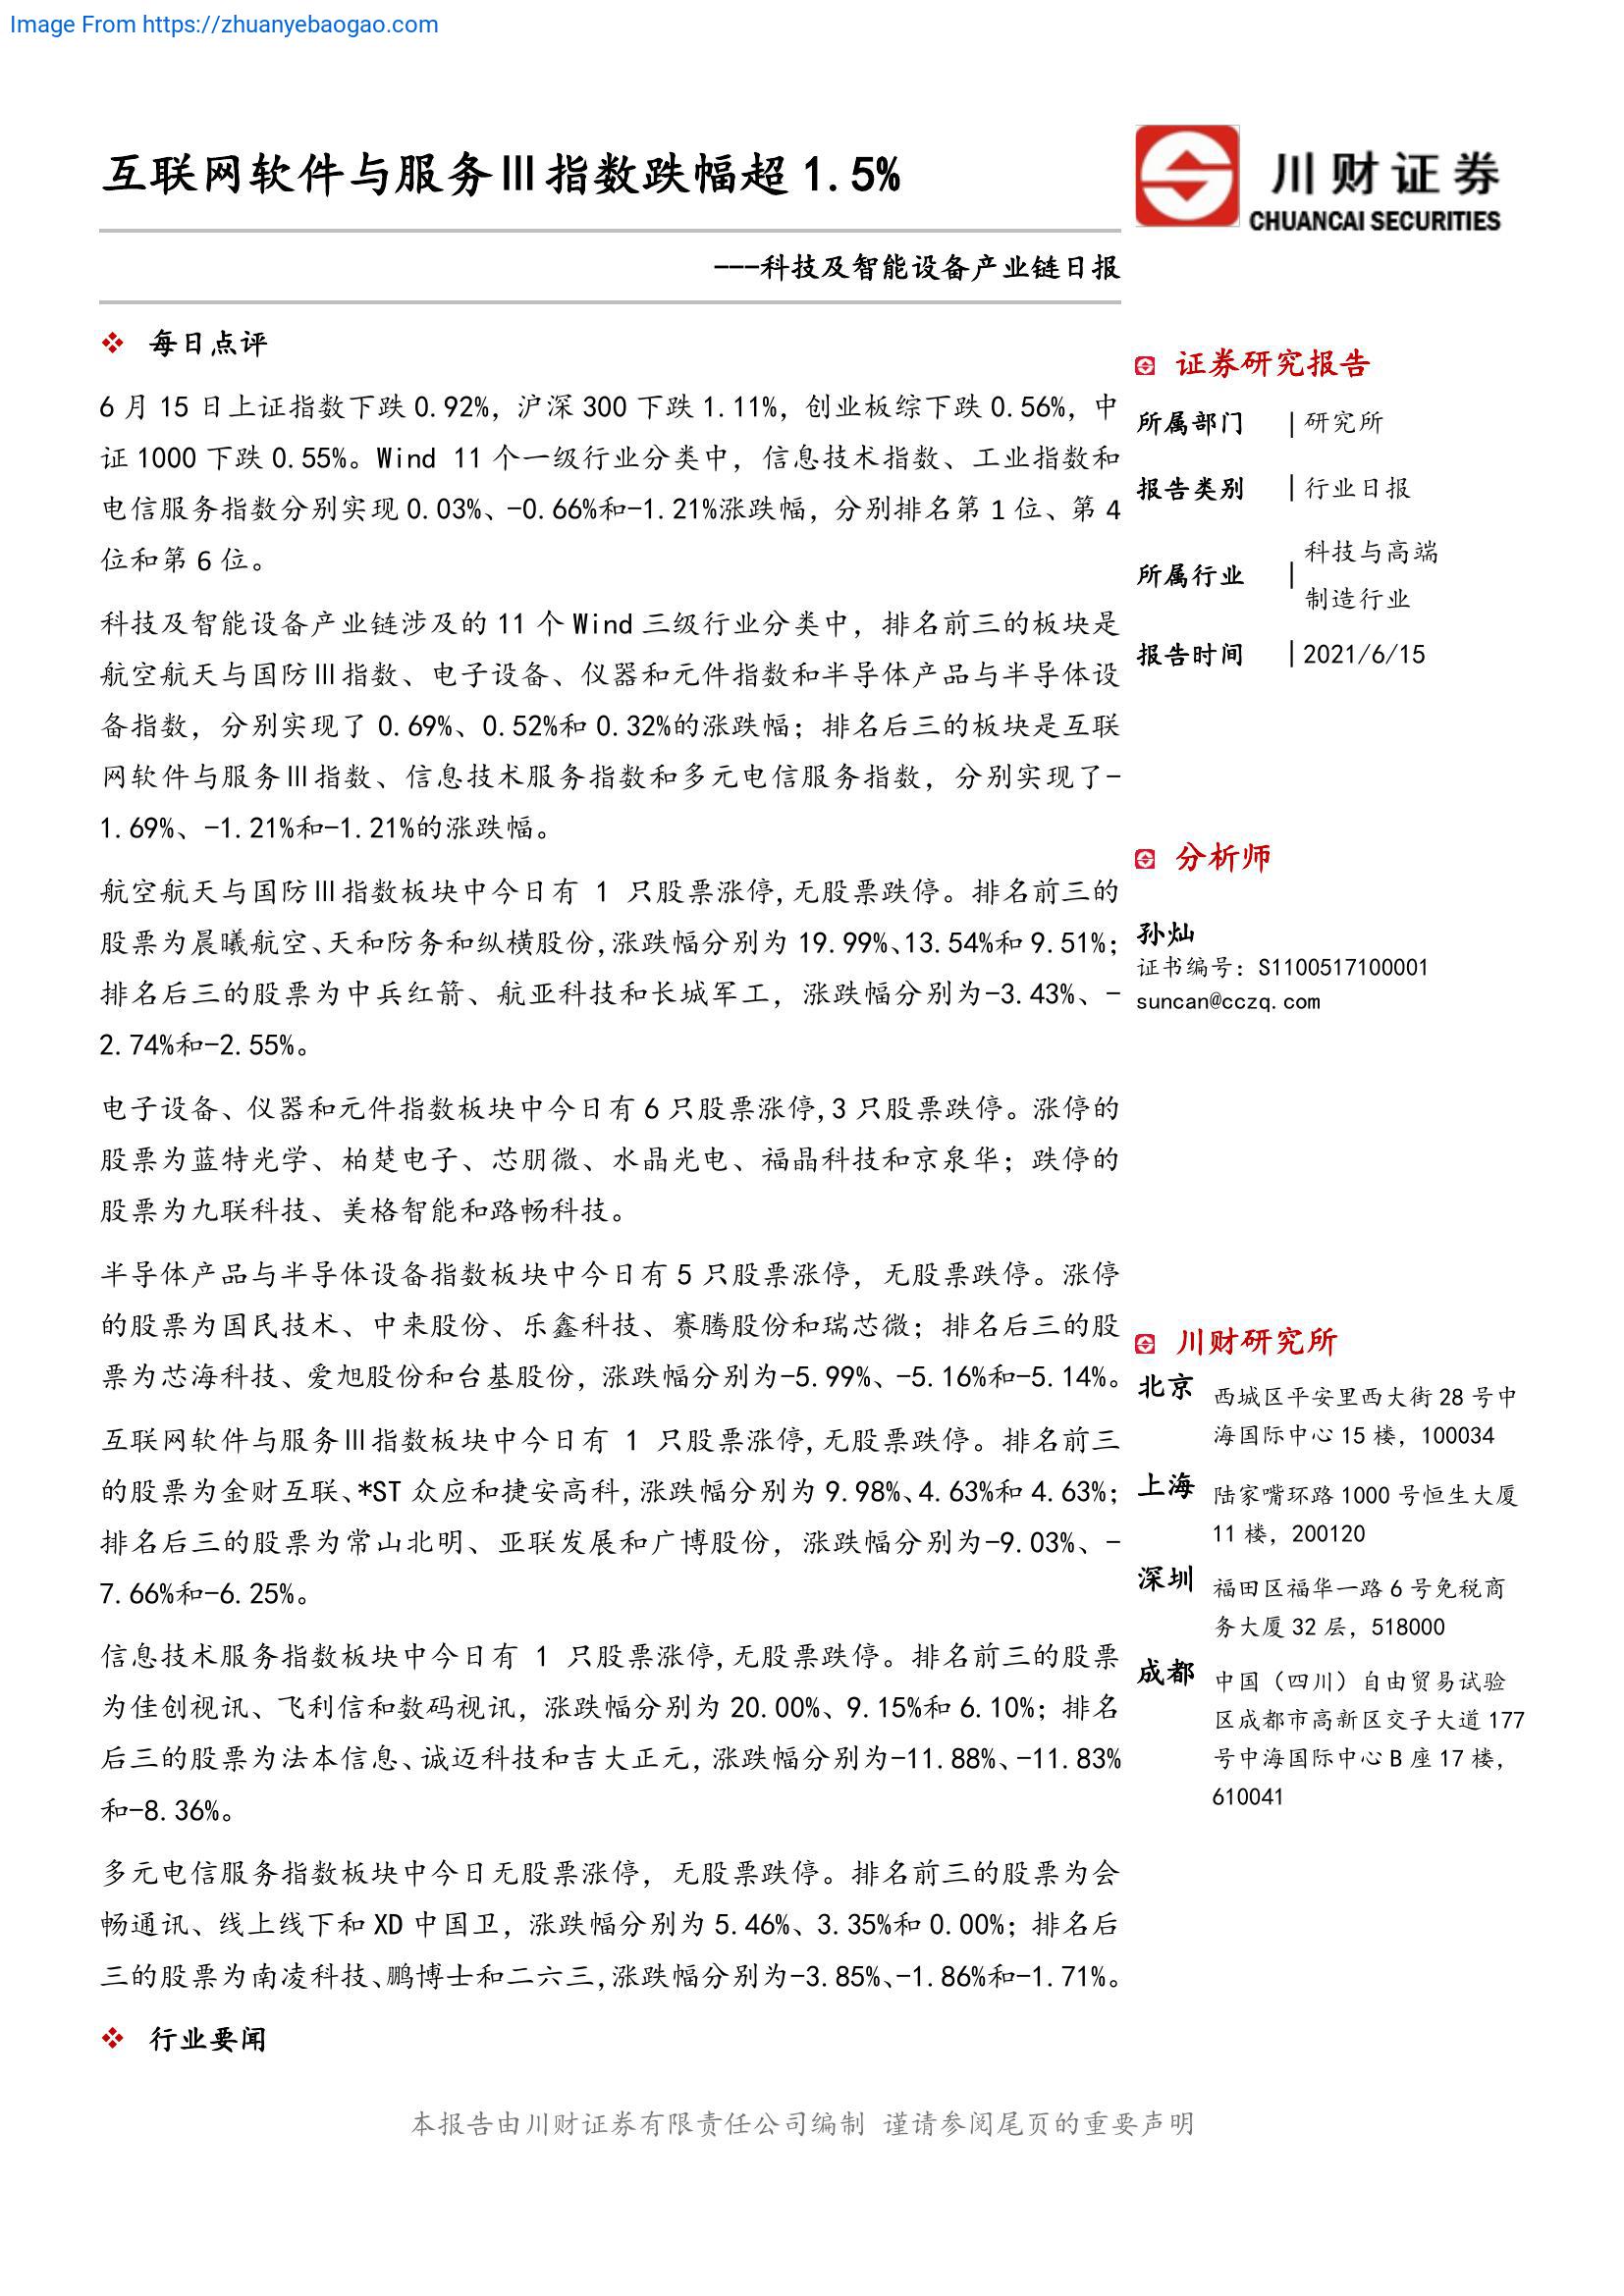 Image From https://zhuanyebaogao.com
互联网软件与服务Ⅲ指数跌幅超 1.5%
川财证券
CHUANCAI SECURITIES
---科技及智能设备产业链日报
❖ 每日点评
6 月 15 日上证指数下跌 0.92%，沪深 300 下跌 1.11%，创业板综下跌 0.56%，中
证 1000 下跌 0.55%。Wind 11 个一级行业分类中，信息技术指数、工业指数和
电信服务指数分别实现 0.03%、-0.66%和-1.21%涨跌幅，分别排名第 1 位、第 4
位和第 6 位。
科技及智能设备产业链涉及的 11 个 Wind 三级行业分类中，排名前三的板块是
航空航天与国防Ⅲ指数、电子设备、仪器和元件指数和半导体产品与半导体设
备指数，分别实现了 0.69%、0.52%和 0.32%的涨跌幅；排名后三的板块是互联
网软件与服务Ⅲ指数、信息技术服务指数和多元电信服务指数，分别实现了-
1.69%、-1.21%和-1.21%的涨跌幅。
航空航天与国防Ⅲ指数板块中今日有 1 只股票涨停,无股票跌停。排名前三的
股票为晨曦航空、天和防务和纵横股份,涨跌幅分别为 19.99%、13.54%和 9.51%；
排名后三的股票为中兵红箭、航亚科技和长城军工，涨跌幅分别为-3.43%、-
2.74%和-2.55%。
电子设备、仪器和元件指数板块中今日有 6 只股票涨停,3 只股票跌停。涨停的
股票为蓝特光学、柏楚电子、芯朋微、水晶光电、福晶科技和京泉华；跌停的
股票为九联科技、美格智能和路畅科技。
半导体产品与半导体设备指数板块中今日有 5 只股票涨停，无股票跌停。涨停
的股票为国民技术、中来股份、乐鑫科技、赛腾股份和瑞芯微；排名后三的股
票为芯海科技、爱旭股份和台基股份，涨跌幅分别为-5.99%、-5.16%和-5.14%。
互联网软件与服务Ⅲ指数板块中今日有 1 只股票涨停,无股票跌停。排名前三
的股票为金财互联、*ST 众应和捷安高科,涨跌幅分别为 9.98%、4.63%和 4.63%；
排名后三的股票为常山北明、亚联发展和广博股份，涨跌幅分别为-9.03%、-
7.66%和-6.25%。
信息技术服务指数板块中今日有 1 只股票涨停,无股票跌停。排名前三的股票
为佳创视讯、飞利信和数码视讯，涨跌幅分别为 20.00%、9.15%和 6.10%；排名
后三的股票为法本信息、诚迈科技和吉大正元，涨跌幅分别为-11.88%、-11.83%
和-8.36%。
多元电信服务指数板块中今日无股票涨停，无股票跌停。排名前三的股票为会
畅通讯、线上线下和 XD 中国卫，涨跌幅分别为 5.46%、3.35%和 0.00%；排名后
三的股票为南凌科技、鹏博士和二六三,涨跌幅分别为-3.85%、-1.86%和-1.71%。
❖ 行业要闻
证券研究报告
所属部门 | 研究所
报告类别 | 行业日报
所属行业 | 科技与高端
制造行业
报告时间 | 2021/6/15
分析师
孙灿
证书编号：S1100517100001
suncan@cczq.com
川财研究所
北京 西城区平安里西大街 28 号中
海国际中心 15 楼，100034
上海 陆家嘴环路 1000 号恒生大厦
11 楼，200120
深圳 福田区福华一路 6 号免税商
务大厦 32 层，518000
成都 中国（四川）自由贸易试验
区成都市高新区交子大道 177
号中海国际中心 B 座 17 楼，
610041
本报告由川财证券有限责任公司编制 谨请参阅尾页的重要声明